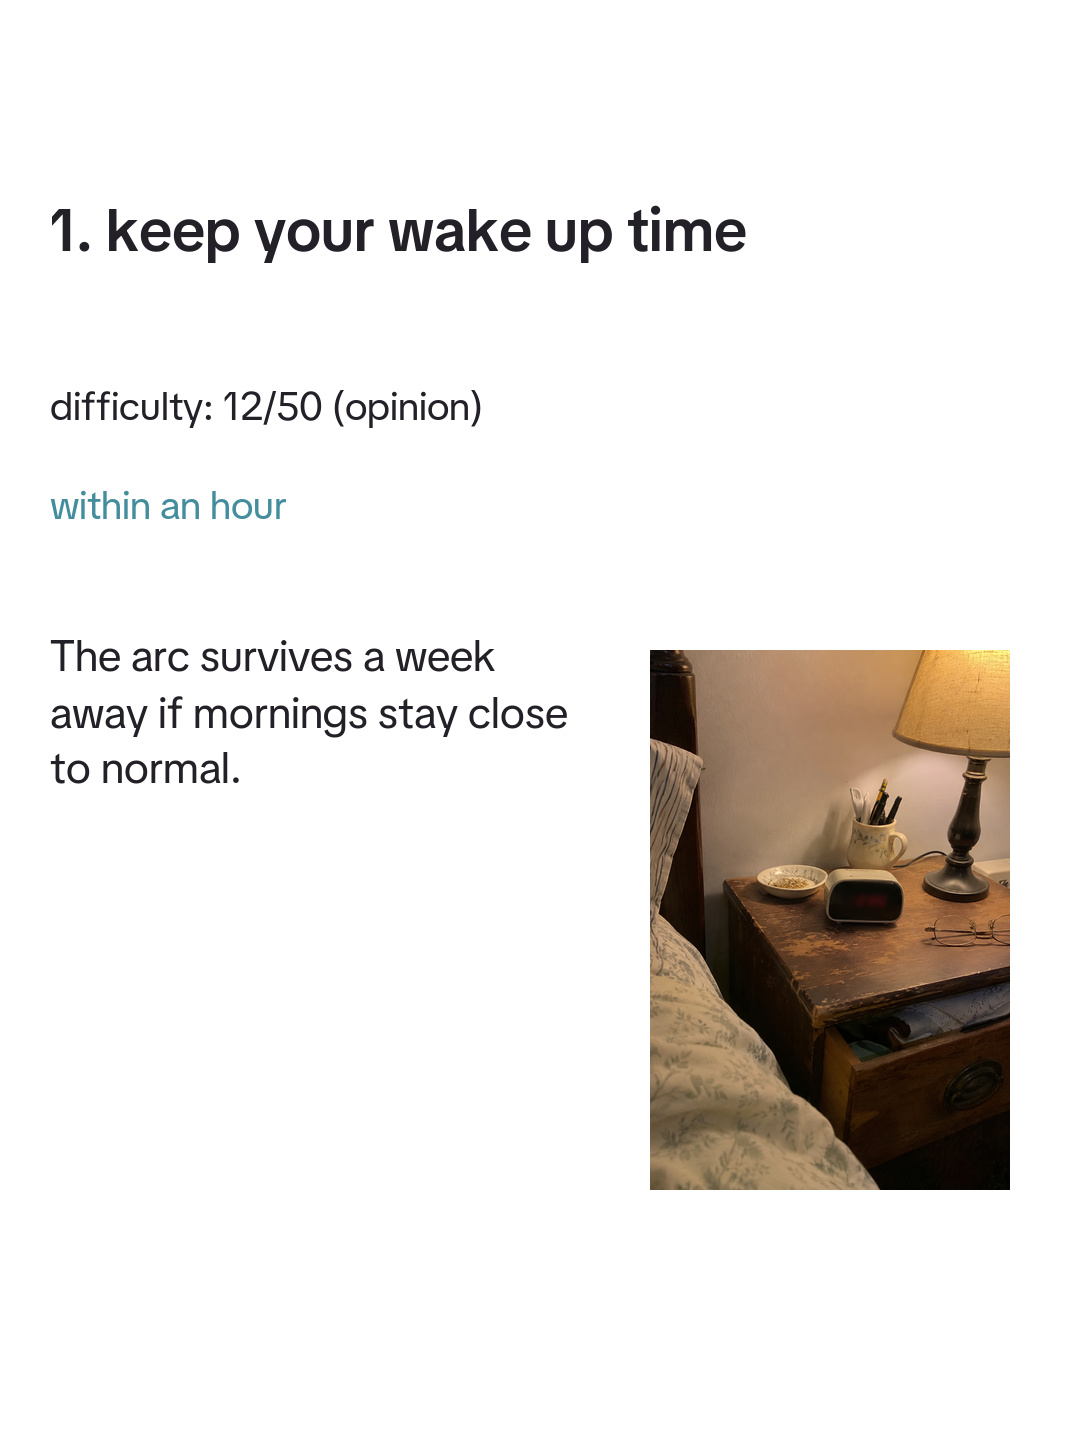 1. keep your wake up time
difficulty: 12/50 (opinion)
within an hour
The arc survives a week
away if mornings stay close
to normal.